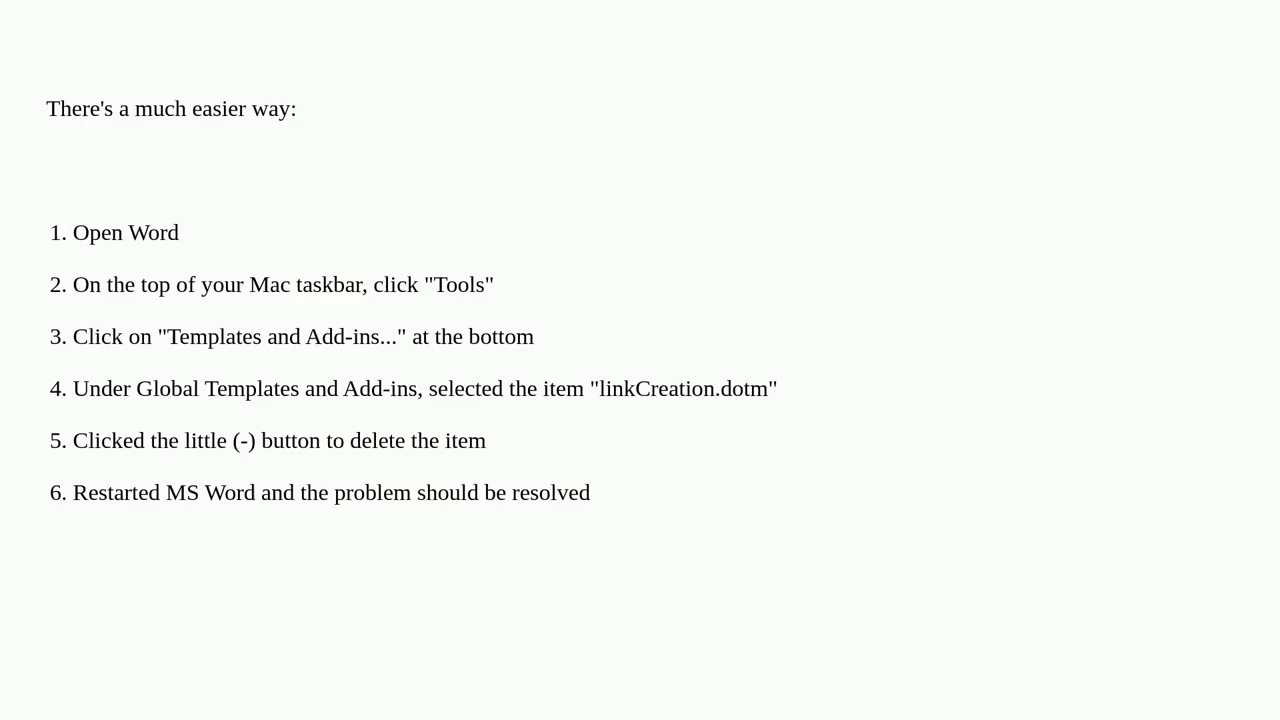 There's a much easier way:
1. Open Word
2. On the top of your Mac taskbar, click "Tools"
3. Click on "Templates and Add-ins..." at the bottom
4. Under Global Templates and Add-ins, selected the item "linkCreation.dotm"
5. Clicked the little (-) button to delete the item
6. Restarted MS Word and the problem should be resolved